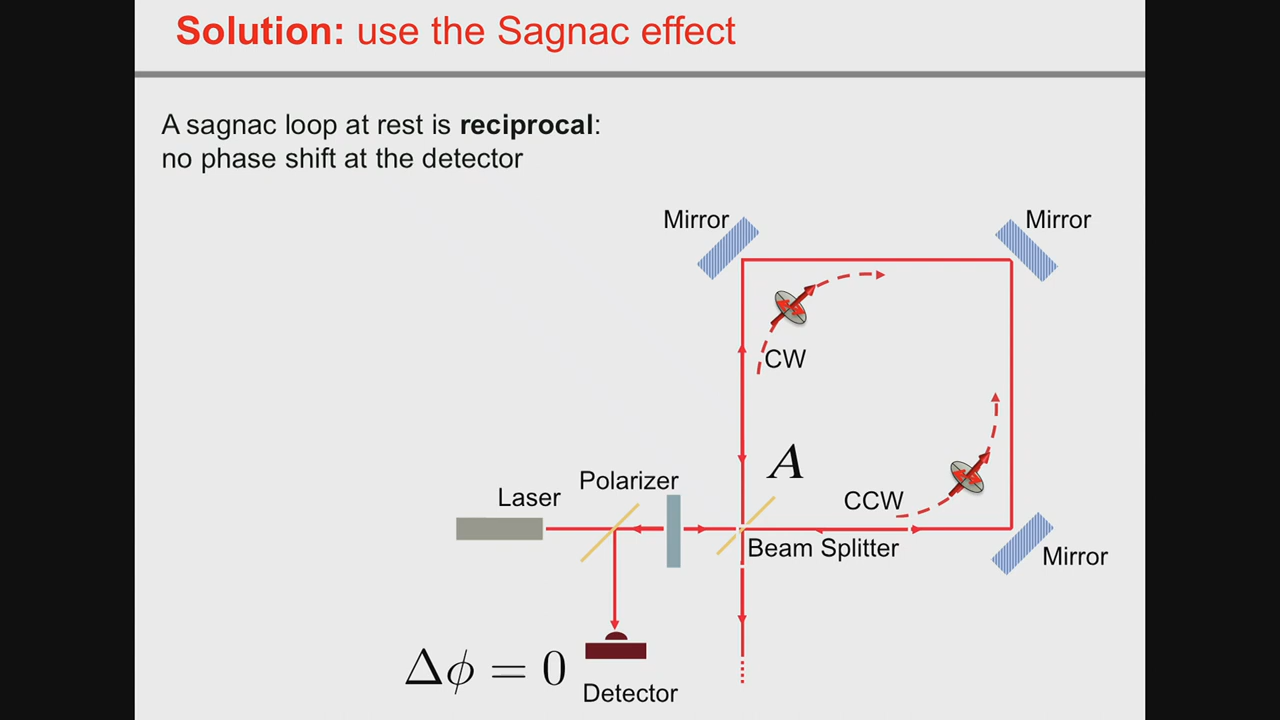 Solution: use the Sagnac effect
A sagnac loop at rest is reciprocal:
no phase shift at the detector
Mirror
Mirror
CW
A
Polarizer
Laser
CCW
Beam Splitter
Mirror
Δϕ = 0
Detector